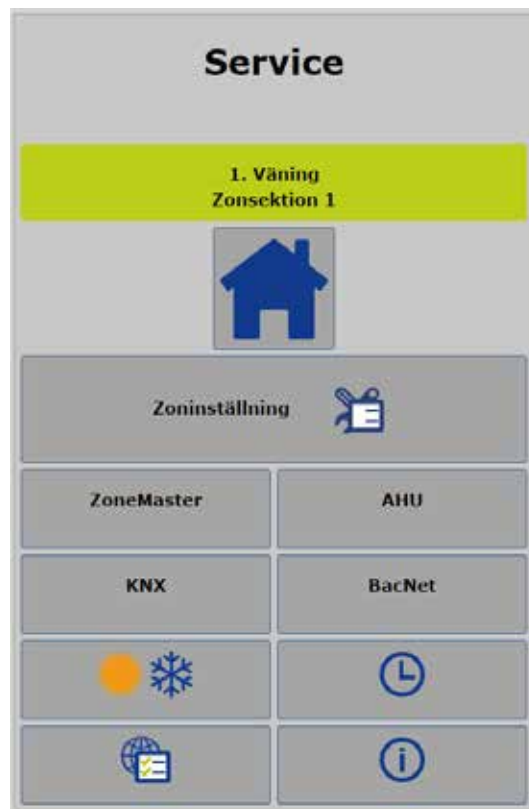 Service
1. Väning
Zonsektion 1
Zoninställning
ZoneMaster
AHU
KNX
BacNet